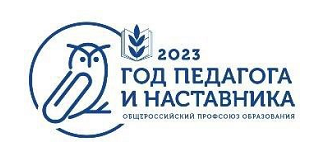 2023
ГОД ПЕДАГОГА
И НАСТАВНИКА
ОБЩЕРОССИЙСКИЙ ПРОФСОЮЗ ОБРАЗОВАНИЯ